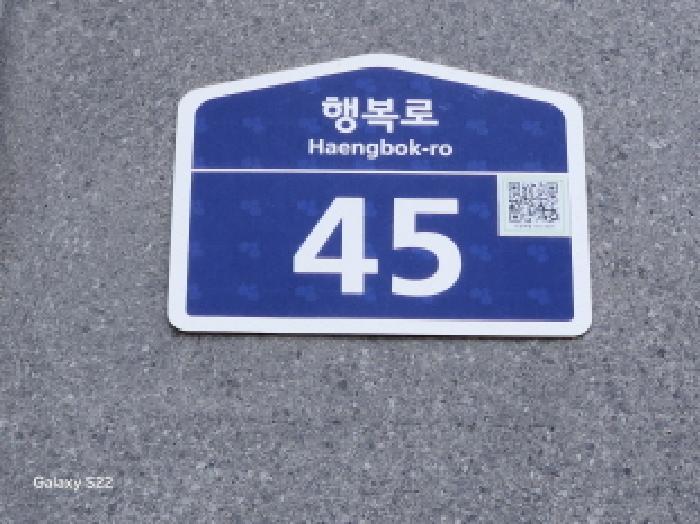 행복로
Haengbok-ro
45
Galaxy S22